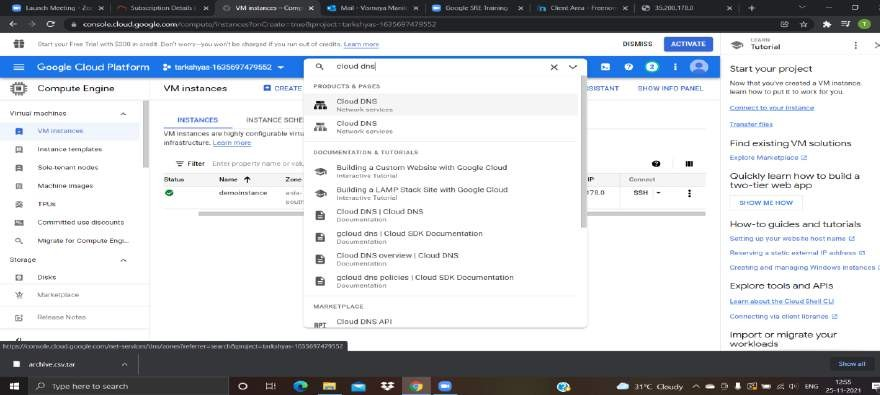 Launch Meeting - Zo
Subscription Details
VM instances – Comp
Mail - Vismaya Manik
Google SRE Training
Client Area - Freenom
35.200.178.0
console.cloud.google.com/compute/instances?onCreate=true&project=tarkshyas-1635697479552
Start your Free Trial with $300 in credit. Don't worry—you won't be charged if you run out of credits. Learn more
DISMISS
ACTIVATE
Google Cloud Platform
tarkshyas-1635697479552
cloud dns
2
Compute Engine
Virtual machines
VM instances
Instance templates
Sole-tenant nodes
Machine images
TPUs
Committed use discounts
Migrate for Compute Engi...
Storage
Disks
Marketplace
Release Notes
VM instances
CREATE
SISTANT
SHOW INFO PANEL
INSTANCES
INSTANCE SCHE
VM instances are highly configurable virtu
infrastructure. Learn more
Filter
Enter property name or valu
Status
Name
Zone
IP
Connect
demoinstance
asia-
south
178.0
SSH
PRODUCTS & PAGES
Cloud DNS
Network services
Cloud DNS
Network services
DOCUMENTATION & TUTORIALS
Building a Custom Website with Google Cloud
Interactive Tutorial
Building a LAMP Stack Site with Google Cloud
Interactive Tutorial
Cloud DNS | Cloud DNS
Documentation
gcloud dns | Cloud SDK Documentation
Documentation
Cloud DNS overview | Cloud DNS
Documentation
gcloud dns policies | Cloud SDK Documentation
Documentation
MARKETPLACE
Cloud DNS API
LEARN
Tutorial
Start your project
Now that you've created a VM instance
learn how to put it to work for you.
Connect to your instance
Transfer files
Find existing VM solutions
Explore Marketplace
Quickly learn how to build a
two-tier web app
SHOW ME HOW
How-to guides and tutorials
Setting up your website host name
Reserving a static external IP address
Creating and managing Windows instances
Explore tools and APIs
Learn about the Cloud Shell CLI
Connecting via client libraries
Import or migrate your
workloads
https://console.cloud.google.com/net-services/dns/zones?referrer=search&project=tarkshyas-1635697479552
archive.csv.tar
Show all
Type here to search
31°C Cloudy
ENG
12:55
25-11-2021